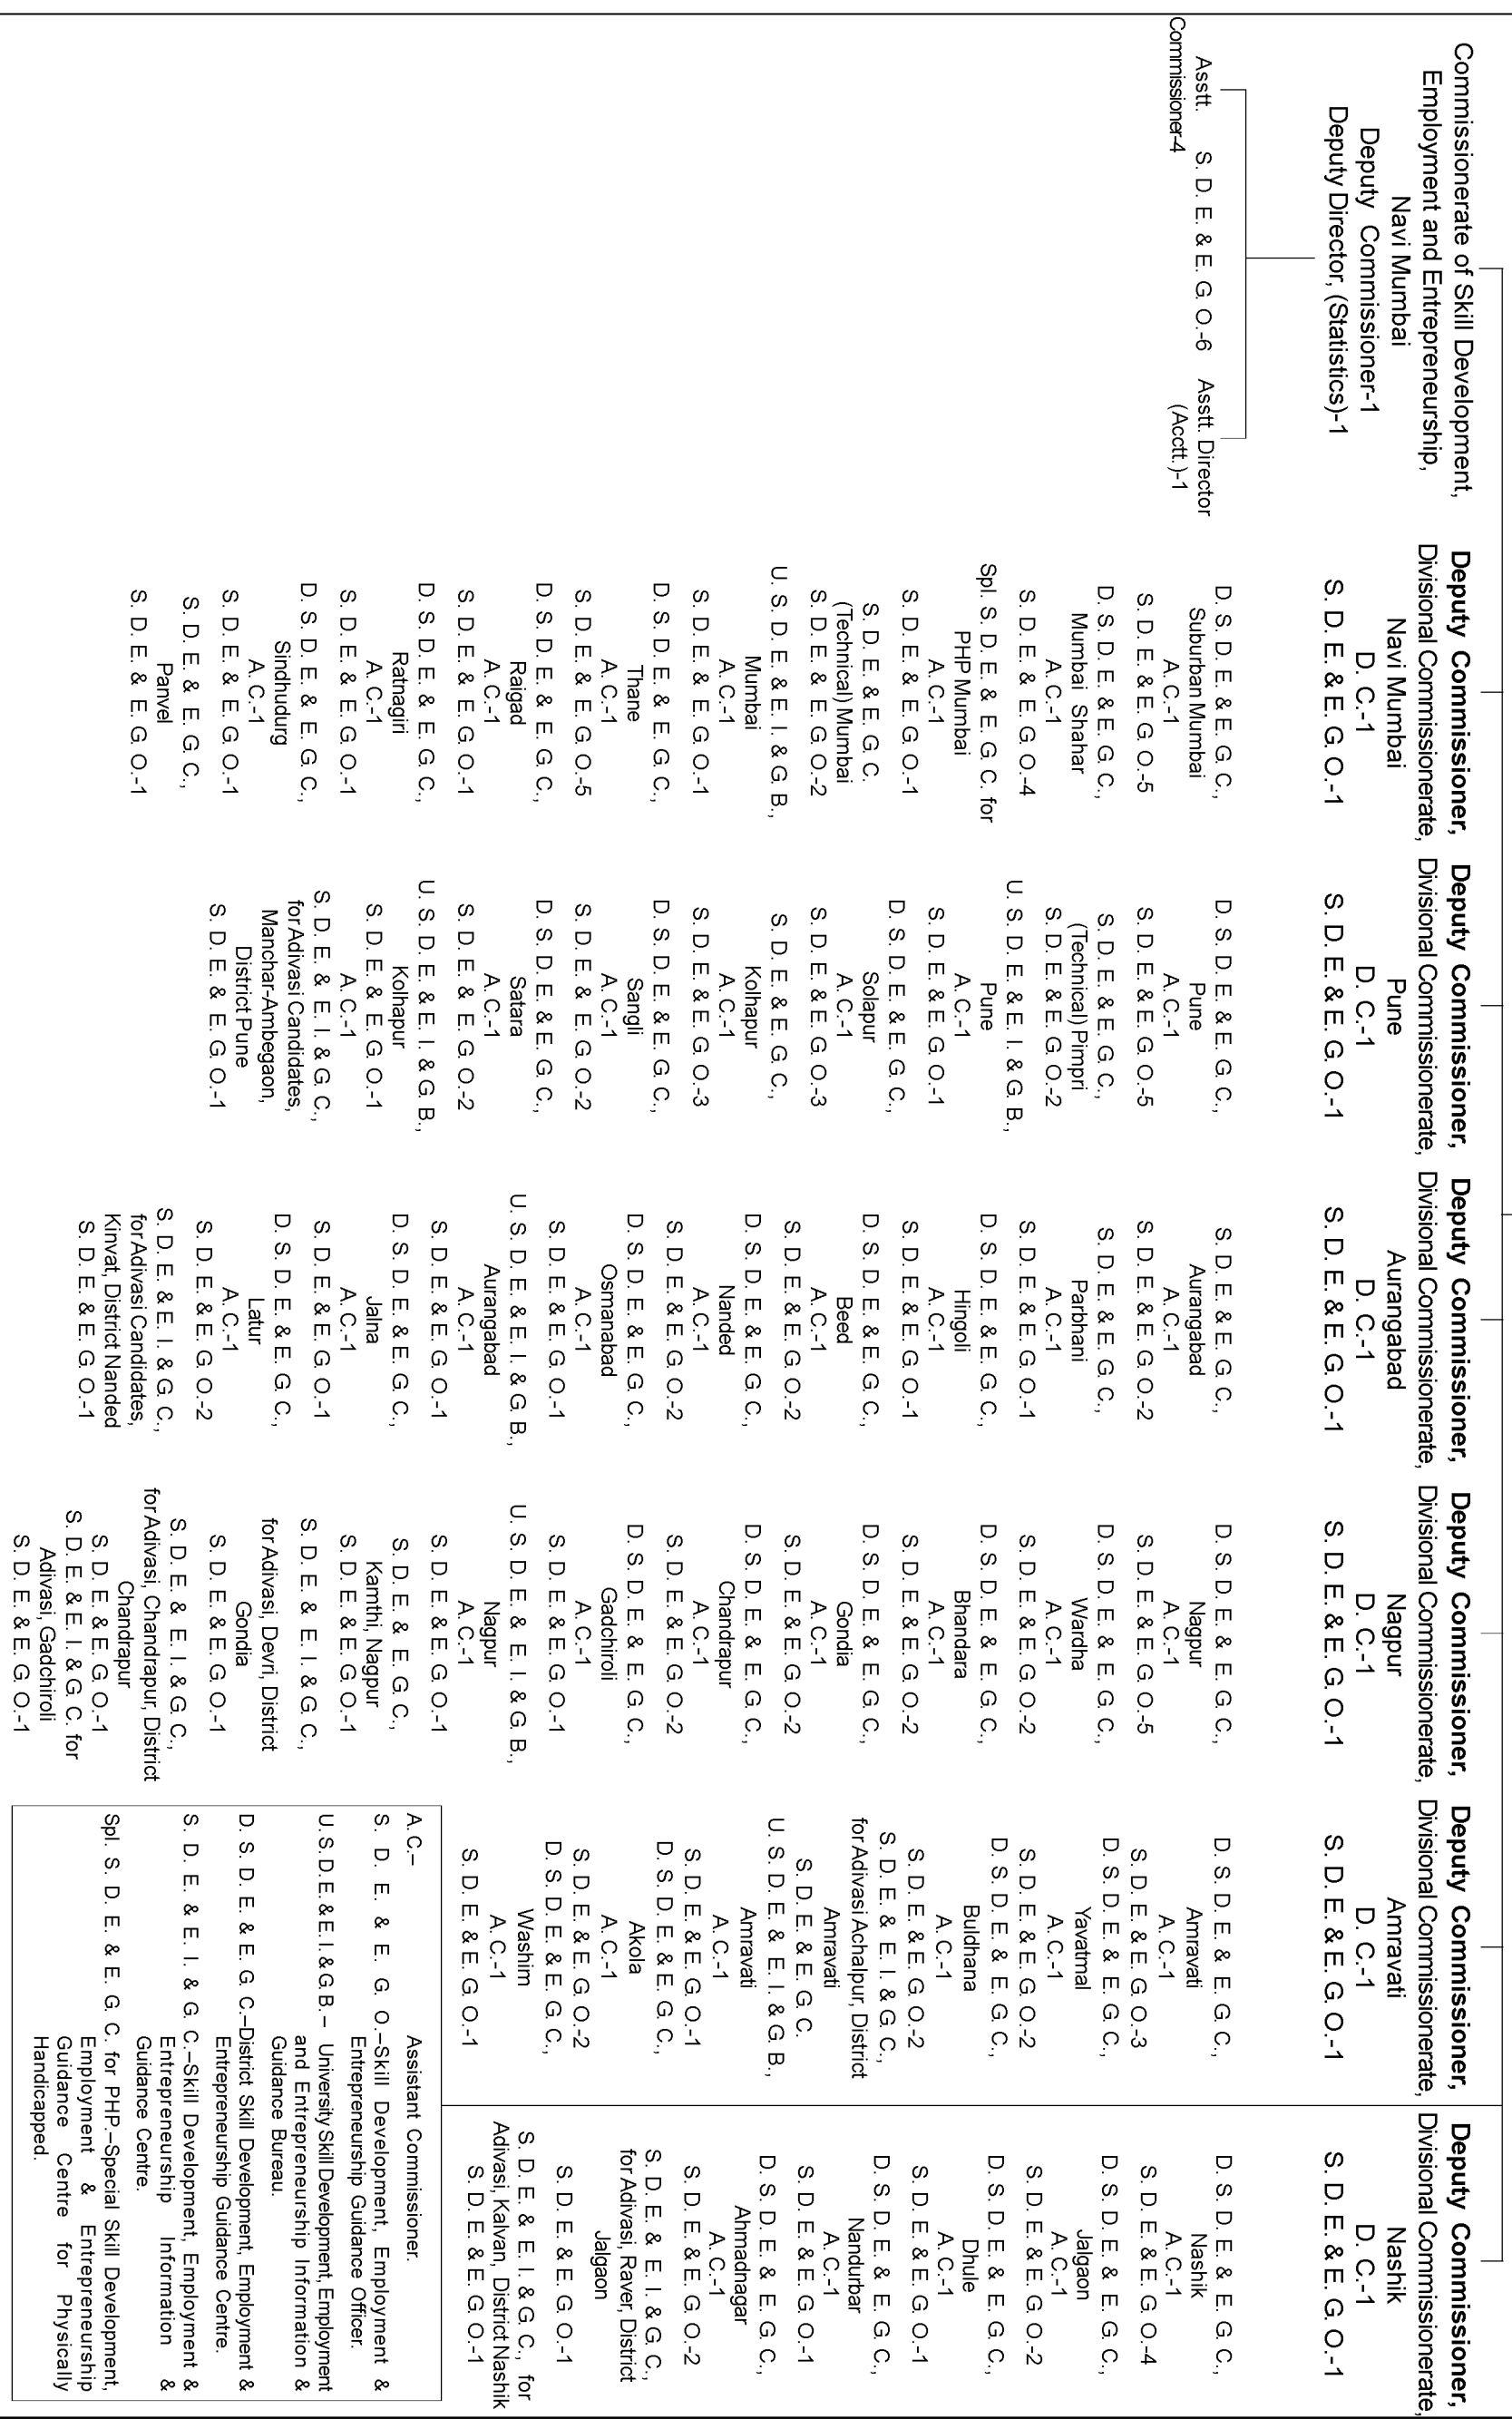 Commissionerate of Skill Development,
Employment and Entrepreneurship,
Navi Mumbai
Deputy Commissioner-1
Deputy Director, (Statistics)-1
Asstt.
Commissioner-4
S. D. E. & E. G. O.-6
Asstt. Director
(Acctt.)-1
Deputy Commissioner,
Divisional Commissionerate,
Navi Mumbai
D. C.-1
S. D. E. & E. G. O.-1
D. S. D. E. & E. G. C.,
Suburban Mumbai
A. C.-1
S. D. E. & E. G. O.-5
D. S. D. E. & E. G. C.,
Mumbai Shahar
A. C.-1
S. D. E. & E. G. O.-4
Spl. S. D. E. & E. G. C. for
PHP Mumbai
A. C.-1
S. D. E. & E. G. O.-1
S. D. E. & E. G. C.
(Technical) Mumbai
S. D. E. & E. G. O.-2
U. S. D. E. & E. I. & G. B.,
Mumbai
A. C.-1
S. D. E. & E. G. O.-1
D. S. D. E. & E. G. C.,
Thane
A. C.-1
S. D. E. & E. G. O.-5
D. S. D. E. & E. G. C.,
Raigad
A. C.-1
S. D. E. & E. G. O.-1
D. S. D. E. & E. G. C.,
Ratnagiri
A. C.-1
S. D. E. & E. G. O.-1
D. S. D. E. & E. G. C.,
Sindhudurg
A. C.-1
S. D. E. & E. G. O.-1
S. D. E. & E. G. C.,
Panvel
S. D. E. & E. G. O.-1
Deputy Commissioner,
Divisional Commissionerate,
Pune
D. C.-1
S. D. E. & E. G. O.-1
D. S. D. E. & E. G. C.,
Pune
A. C.-1
S. D. E. & E. G. O.-5
S. D. E. & E. G. C.,
(Technical) Pimpri
S. D. E. & E. G. O.-2
U. S. D. E. & E. I. & G. B.,
Pune
A. C.-1
S. D. E. & E. G. O.-1
D. S. D. E. & E. G. C.,
Solapur
A. C.-1
S. D. E. & E. G. O.-3
S. D. E. & E. G. C.,
Kolhapur
A. C.-1
S. D. E. & E. G. O.-3
D. S. D. E. & E. G. C.,
Sangli
A. C.-1
S. D. E. & E. G. O.-2
D. S. D. E. & E. G. C.,
Satara
A. C.-1
S. D. E. & E. G. O.-2
U. S. D. E. & E. I. & G. B.,
Kolhapur
S. D. E. & E. G. O.-1
A. C.-1
S. D. E. & E. I. & G. C.,
for Adivasi Candidates,
Manchar-Ambegaon,
District Pune
S. D. E. & E. G. O.-1
Deputy Commissioner,
Divisional Commissionerate,
Aurangabad
D. C.-1
S. D. E. & E. G. O.-1
S. D. E. & E. G. C.,
Aurangabad
A. C.-1
S. D. E. & E. G. O.-2
S. D. E. & E. G. C.,
Parbhani
A. C.-1
S. D. E. & E. G. O.-1
D. S. D. E. & E. G. C.,
Hingoli
A. C.-1
S. D. E. & E. G. O.-1
D. S. D. E. & E. G. C.,
Beed
A. C.-1
S. D. E. & E. G. O.-2
D. S. D. E. & E. G. C.,
Nanded
A. C.-1
S. D. E. & E. G. O.-2
D. S. D. E. & E. G. C.,
Osmanabad
A. C.-1
S. D. E. & E. G. O.-1
U. S. D. E. & E. I. & G. B.,
Aurangabad
A. C.-1
S. D. E. & E. G. O.-1
D. S. D. E. & E. G. C.,
Jalna
A. C.-1
S. D. E. & E. G. O.-1
D. S. D. E. & E. G. C.,
Latur
A. C.-1
S. D. E. & E. G. O.-2
S. D. E. & E. I. & G. C.,
for Adivasi Candidates,
Kinvat, District Nanded
S. D. E. & E. G. O.-1
Deputy Commissioner,
Divisional Commissionerate,
Nagpur
D. C.-1
S. D. E. & E. G. O.-1
D. S. D. E. & E. G. C.,
Nagpur
A. C.-1
S. D. E. & E. G. O.-5
D. S. D. E. & E. G. C.,
Wardha
A. C.-1
S. D. E. & E. G. O.-2
D. S. D. E. & E. G. C.,
Bhandara
A. C.-1
S. D. E. & E. G. O.-2
D. S. D. E. & E. G. C.,
Gondia
A. C.-1
S. D. E. & E. G. O.-2
D. S. D. E. & E. G. C.,
Chandrapur
A. C.-1
S. D. E. & E. G. O.-2
D. S. D. E. & E. G. C.,
Gadchiroli
A. C.-1
S. D. E. & E. G. O.-1
U. S. D. E. & E. I. & G. B.,
Nagpur
A. C.-1
S. D. E. & E. G. O.-1
S. D. E. & E. G. C.,
Kamthi, Nagpur
S. D. E. & E. G. O.-1
S. D. E. & E. I. & G. C.,
for Adivasi, Devri, District
Gondia
S. D. E. & E. G. O.-1
S. D. E. & E. I. & G. C.,
for Adivasi, Chandrapur, District
Chandrapur
S. D. E. & E. G. O.-1
S. D. E. & E. I. & G. C. for
Adivasi, Gadchiroli
S. D. E. & E. G. O.-1
Deputy Commissioner,
Divisional Commissionerate,
Amravati
D. C.-1
S. D. E. & E. G. O.-1
D. S. D. E. & E. G. C.,
Amravati
A. C.-1
S. D. E. & E. G. O.-3
D. S. D. E. & E. G. C.,
Yavatmal
A. C.-1
S. D. E. & E. G. O.-2
D. S. D. E. & E. G. C.,
Buldhana
A. C.-1
S. D. E. & E. G. O.-2
S. D. E. & E. I. & G. C.,
for Adivasi Achalpur, District
Amravati
S. D. E. & E. G. C.
U. S. D. E. & E. I. & G. B.,
Amravati
A. C.-1
S. D. E. & E. G. O.-1
D. S. D. E. & E. G. C.,
Akola
A. C.-1
S. D. E. & E. G. O.-2
D. S. D. E. & E. G. C.,
Washim
A. C.-1
S. D. E. & E. G. O.-1
Deputy Commissioner,
Divisional Commissionerate,
Nashik
D. C.-1
S. D. E. & E. G. O.-1
D. S. D. E. & E. G. C.,
Nashik
A. C.-1
S. D. E. & E. G. O.-4
D. S. D. E. & E. G. C.,
Jalgaon
A. C.-1
S. D. E. & E. G. O.-2
D. S. D. E. & E. G. C.,
Dhule
A. C.-1
S. D. E. & E. G. O.-1
D. S. D. E. & E. G. C.,
Nandurbar
A. C.-1
S. D. E. & E. G. O.-1
D. S. D. E. & E. G. C.,
Ahmadnagar
A. C.-1
S. D. E. & E. G. O.-2
S. D. E. & E. I. & G. C.,
for Adivasi, Raver, District
Jalgaon
S. D. E. & E. G. O.-1
S. D. E. & E. I. & G. C., for
Adivasi, Kalvan, District Nashik
S. D. E. & E. G. O.-1
A.C.– Assistant Commissioner.
S. D. E. & E. G. O.–Skill Development, Employment &
Entrepreneurship Guidance Officer.
U. S. D. E. & E. I. & G. B. – University Skill Development, Employment
and Entrepreneurship Information &
Guidance Bureau.
D. S. D. E. & E. G. C.–District Skill Development, Employment &
Entrepreneurship Guidance Centre.
S. D. E. & E. I. & G. C.–Skill Development, Employment &
Entrepreneurship Information &
Guidance Centre.
Spl. S. D. E. & E. G. C. for PHP.–Special Skill Development,
Employment & Entrepreneurship
Guidance Centre for Physically
Handicapped.